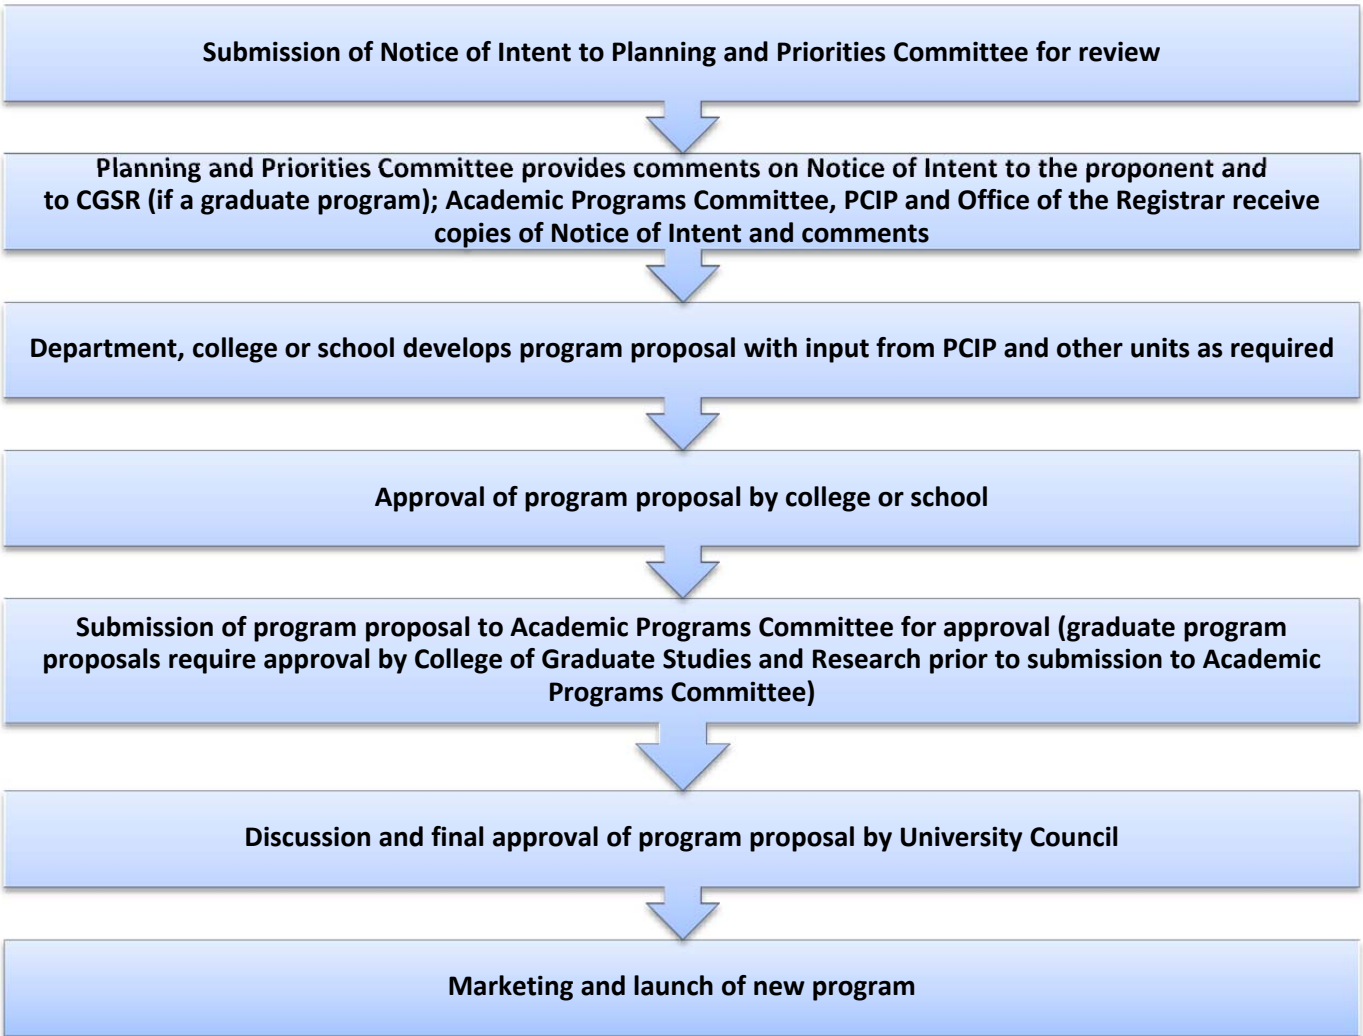 Submission of Notice of Intent to Planning and Priorities Committee for review
Planning and Priorities Committee provides comments on Notice of Intent to the proponent and
to CGSR (if a graduate program); Academic Programs Committee, PCIP and Office of the Registrar receive
copies of Notice of Intent and comments
Department, college or school develops program proposal with input from PCIP and other units as required
Approval of program proposal by college or school
Submission of program proposal to Academic Programs Committee for approval (graduate program
proposals require approval by College of Graduate Studies and Research prior to submission to Academic
Programs Committee)
Discussion and final approval of program proposal by University Council
Marketing and launch of new program